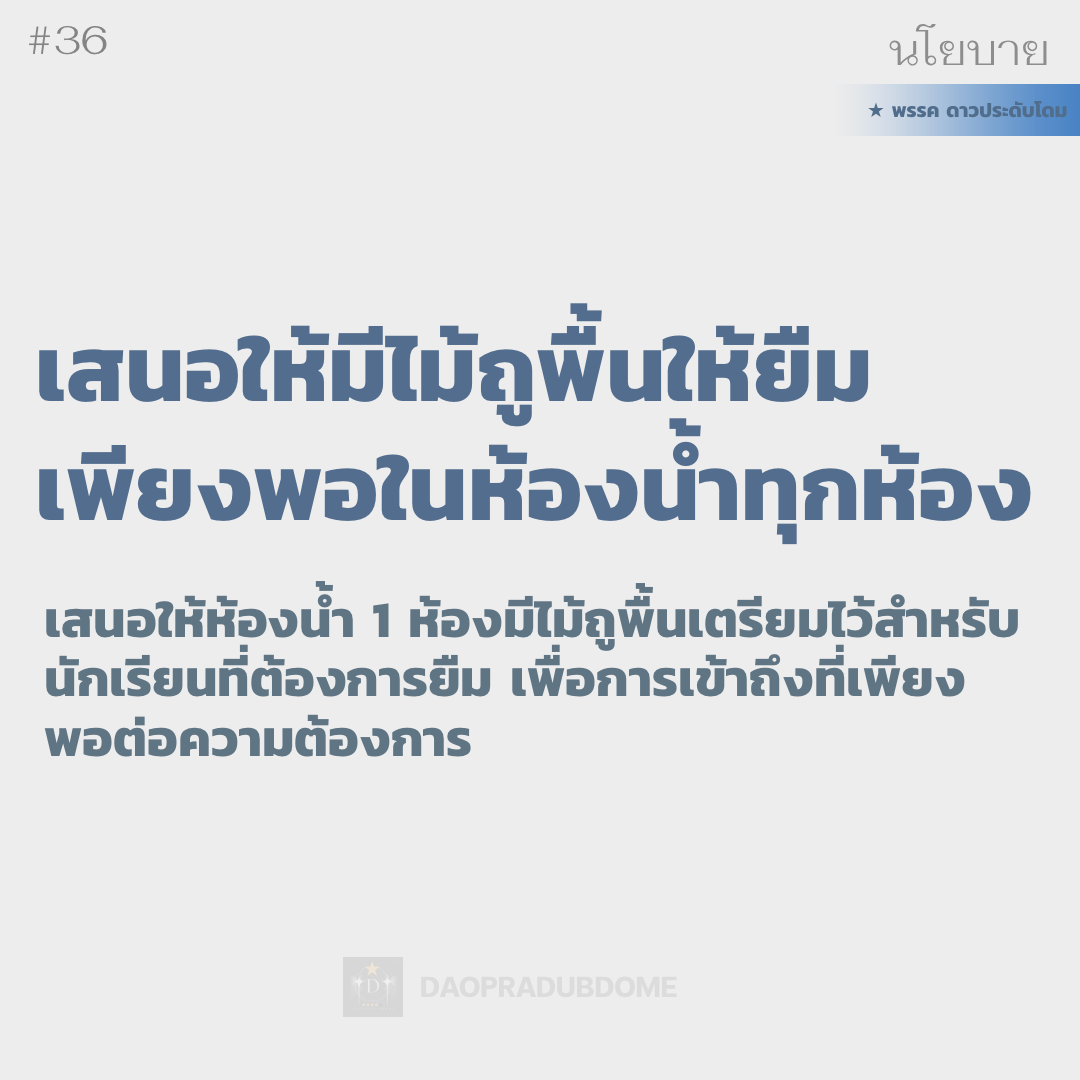 #36
นโยบาย
★ พรรค ดาวประดับโดม
เสนอให้มีไม้ถูพื้นให้ยืม
เพียงพอในห้องน้ำทุกห้อง
เสนอให้ห้องน้ำ 1 ห้องมีไม้ถูพื้นเตรียมไว้สำหรับ
นักเรียนที่ต้องการยืม เพื่อการเข้าถึงที่เพียง
พอต่อความต้องการ
D
DAOPRADUBDOME